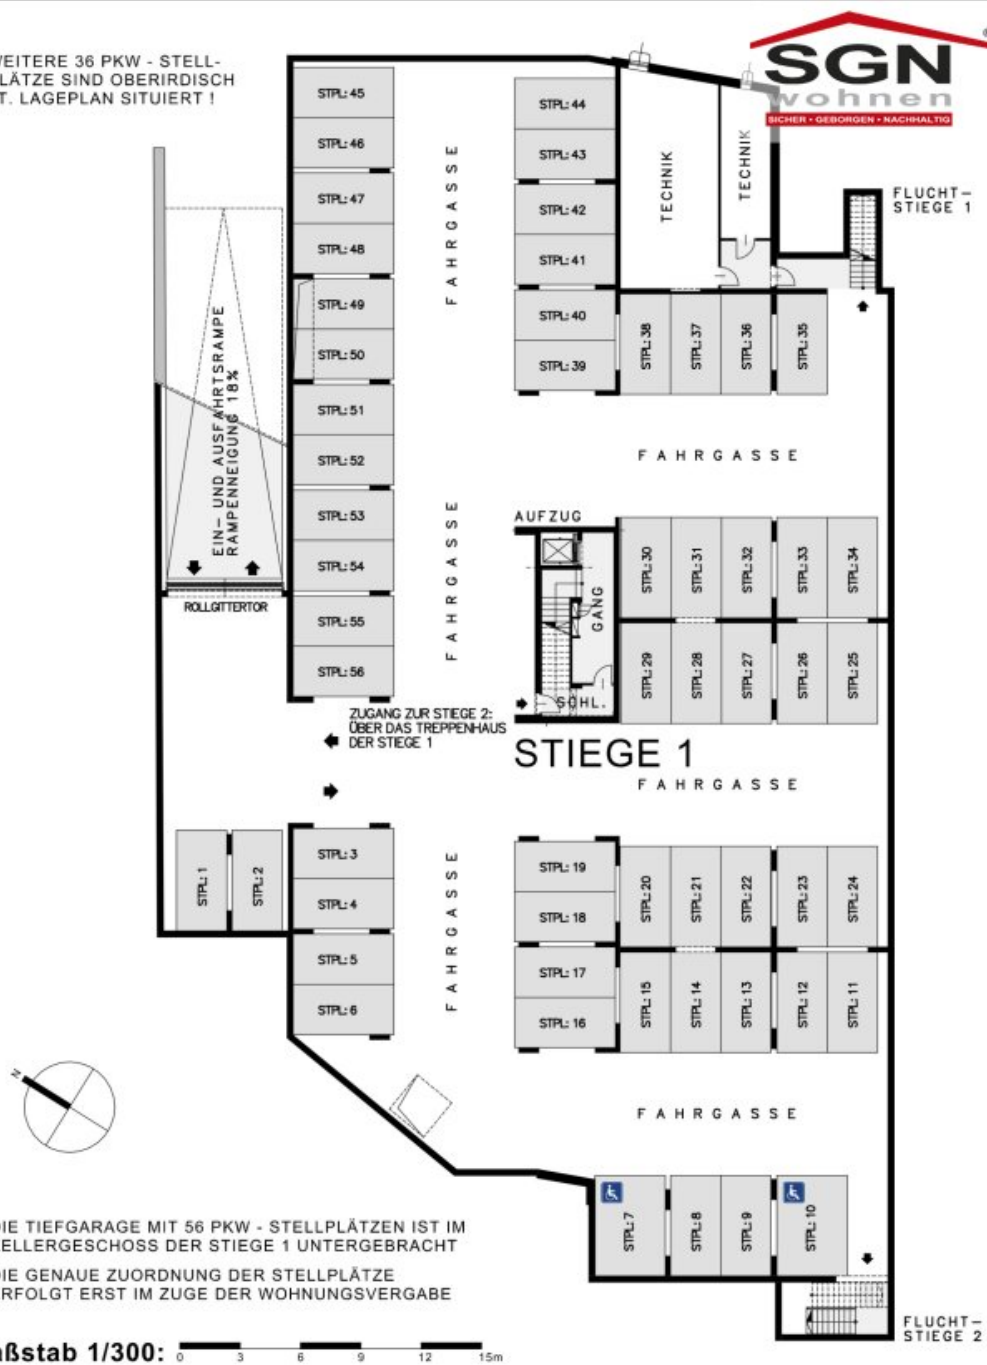 EITERE 36 PKW - STELL-
LÄTZE SIND OBERIRDISCH
T. LAGEPLAN SITUIERT !
SGN
wohnen
SICHER • GEBORGEN • NACHHALTIG
STPL: 45
STPL: 46
STPL: 47
STPL: 48
STPL: 49
STPL: 50
STPL: 51
STPL: 52
STPL: 53
STPL: 54
STPL: 55
STPL: 56
FAHRGASSE
FAHRGASSE
FAHRGASSE
STPL: 44
STPL: 43
STPL: 42
STPL: 41
STPL: 40
STPL: 39
TECHNIK
TECHNIK
FLUCHT-
STIEGE 1
STPL: 38
STPL: 37
STPL: 36
STPL: 35
FAHRGASSE
EIN- UND AUSFAHRTSRAMPE
RAMPENNEIGUNG 18%
ROLLGITTERTOR
AUFZUG
GANG
SCHL.
STPL: 30
STPL: 31
STPL: 32
STPL: 33
STPL: 34
STPL: 29
STPL: 28
STPL: 27
STPL: 26
STPL: 25
ZUGANG ZUR STIEGE 2:
ÜBER DAS TREPPENHAUS
DER STIEGE 1
STIEGE 1
FAHRGASSE
STPL: 1
STPL: 2
STPL: 3
STPL: 4
STPL: 5
STPL: 6
STPL: 19
STPL: 18
STPL: 17
STPL: 16
STPL: 20
STPL: 21
STPL: 22
STPL: 23
STPL: 24
STPL: 15
STPL: 14
STPL: 13
STPL: 12
STPL: 11
N
FAHRGASSE
STPL: 7
STPL: 8
STPL: 9
STPL: 10
IE TIEFGARAGE MIT 56 PKW - STELLPLÄTZEN IST IM
ELLERGESCHOSS DER STIEGE 1 UNTERGEBRACHT
IE GENAUE ZUORDNUNG DER STELLPLÄTZE
RFOLGT ERST IM ZUGE DER WOHNUNGSVERGABE
FLUCHT-
STIEGE 2
aßstab 1/300:
0 3 6 9 12 15m